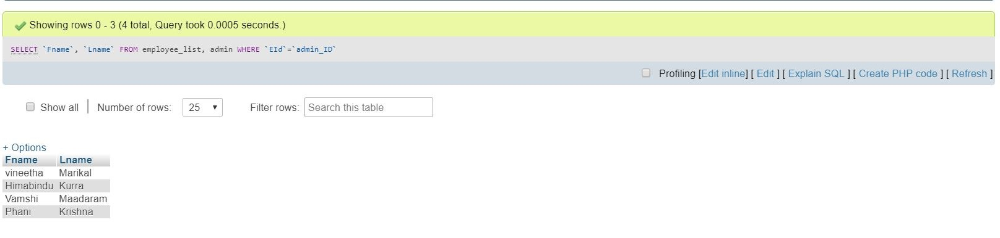 Showing rows 0 - 3 (4 total, Query took 0.0005 seconds.)
SELECT `Fname`, `Lname` FROM employee_list, admin WHERE `EId`=`admin_ID`
Profiling [Edit inline] [ Edit ] [ Explain SQL ] [ Create PHP code ] [ Refresh ]
Show all | Number of rows: 25 Filter rows: Search this table
+ Options
Fname Lname
vineetha Marikal
Himabindu Kurra
Vamshi Maadaram
Phani Krishna